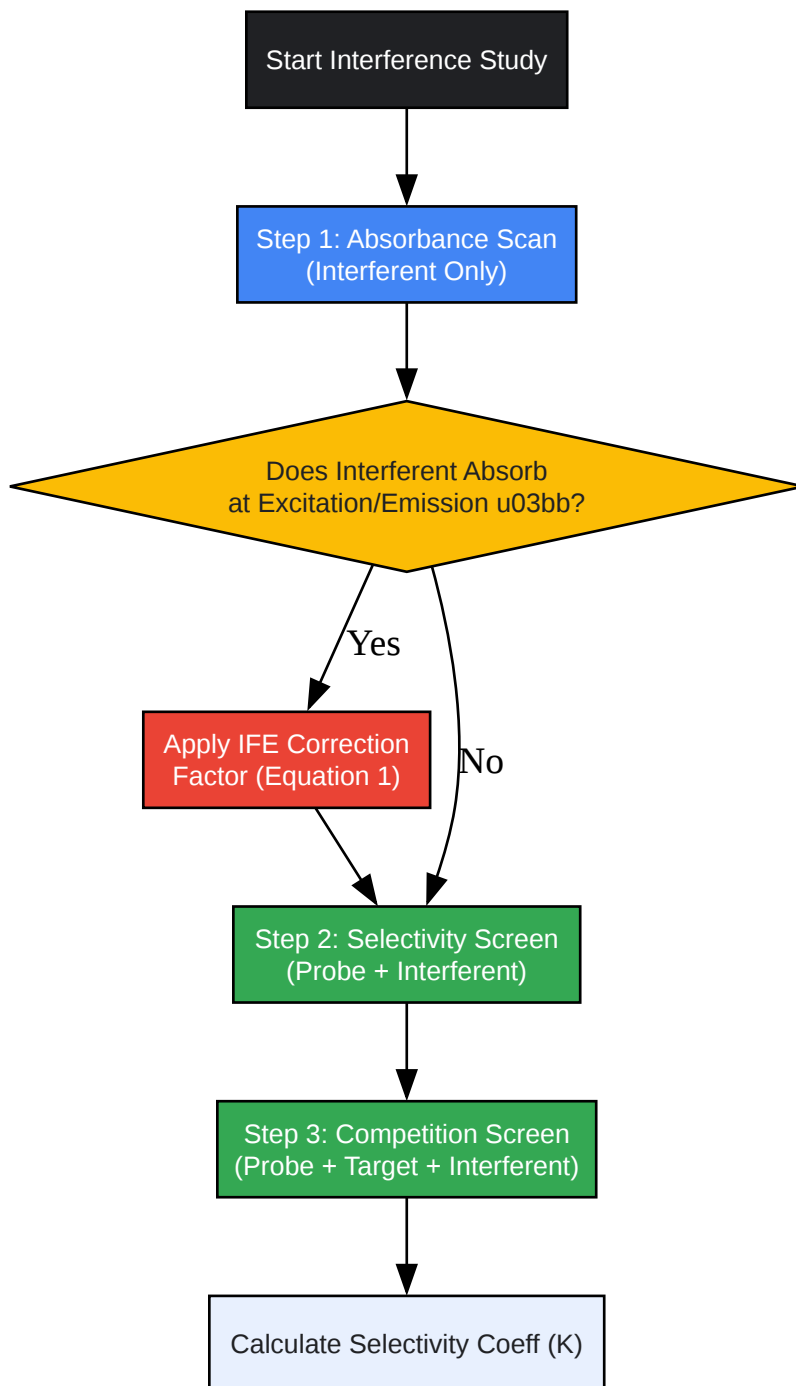 Start Interference Study
Step 1: Absorbance Scan
(Interferent Only)
Does Interferent Absorb
at Excitation/Emission u03bb?
Yes
Apply IFE Correction
Factor (Equation 1)
No
Step 2: Selectivity Screen
(Probe + Interferent)
Step 3: Competition Screen
(Probe + Target + Interferent)
Calculate Selectivity Coeff (K)